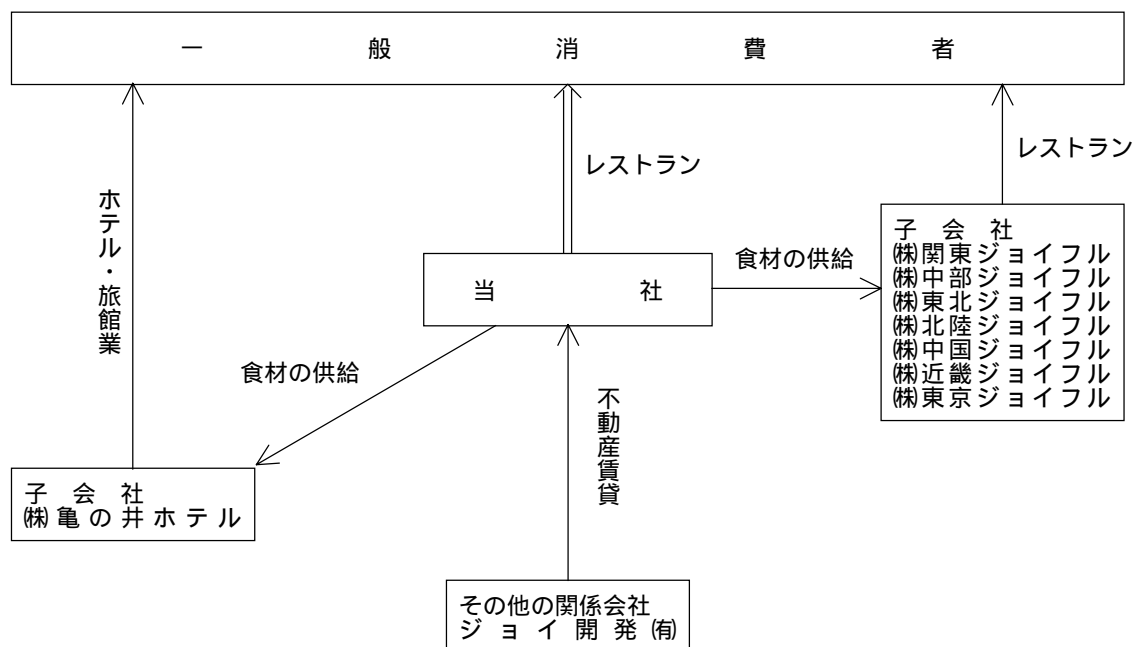 一般消費者
レストラン
レストラン
ホテル・旅館業
子会社
㈱関東ジョイフル
㈱中部ジョイフル
㈱東北ジョイフル
㈱北陸ジョイフル
㈱中国ジョイフル
㈱近畿ジョイフル
㈱東京ジョイフル
食材の供給
当社
食材の供給
不動産賃貸
子会社
㈱亀の井ホテル
その他の関係会社
ジョイ開発㈲